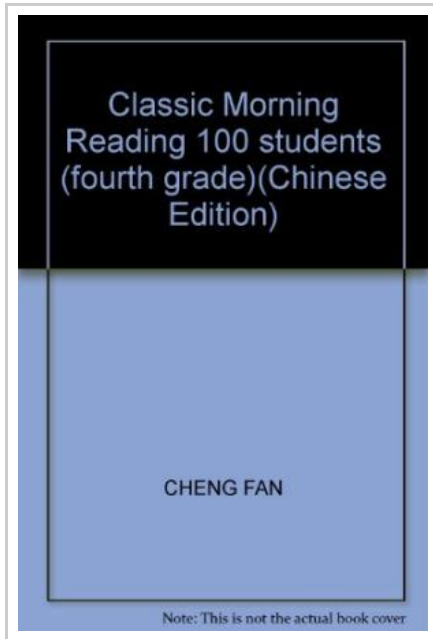 Classic Morning
Reading 100 students
(fourth grade)(Chinese
Edition)
CHENG FAN
Note: This is not the actual book cover